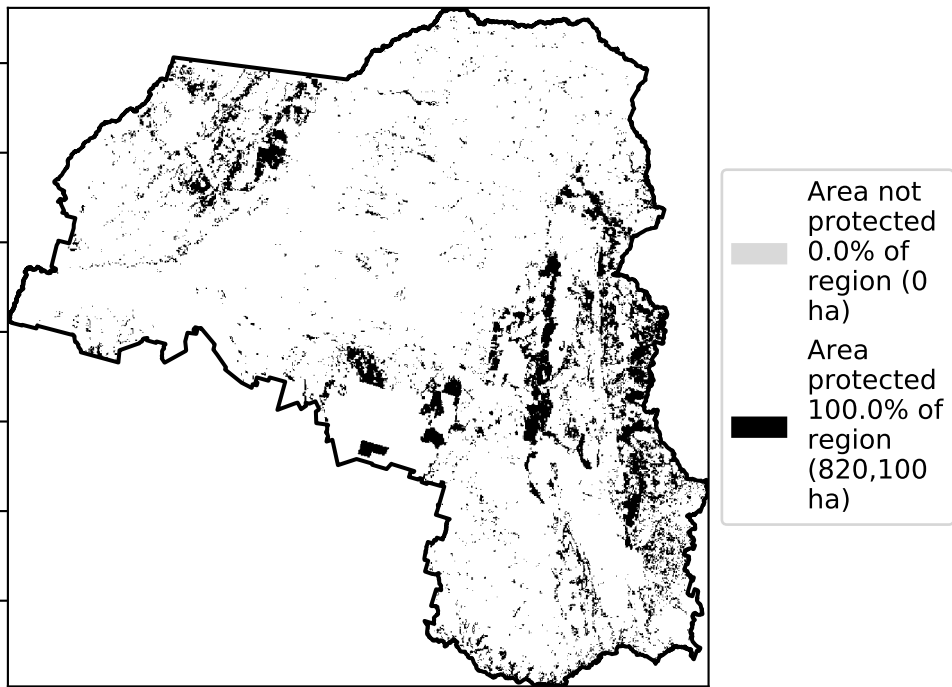 Area not
protected
0.0% of
region (0
ha)
Area
protected
100.0% of
region
(820,100
ha)